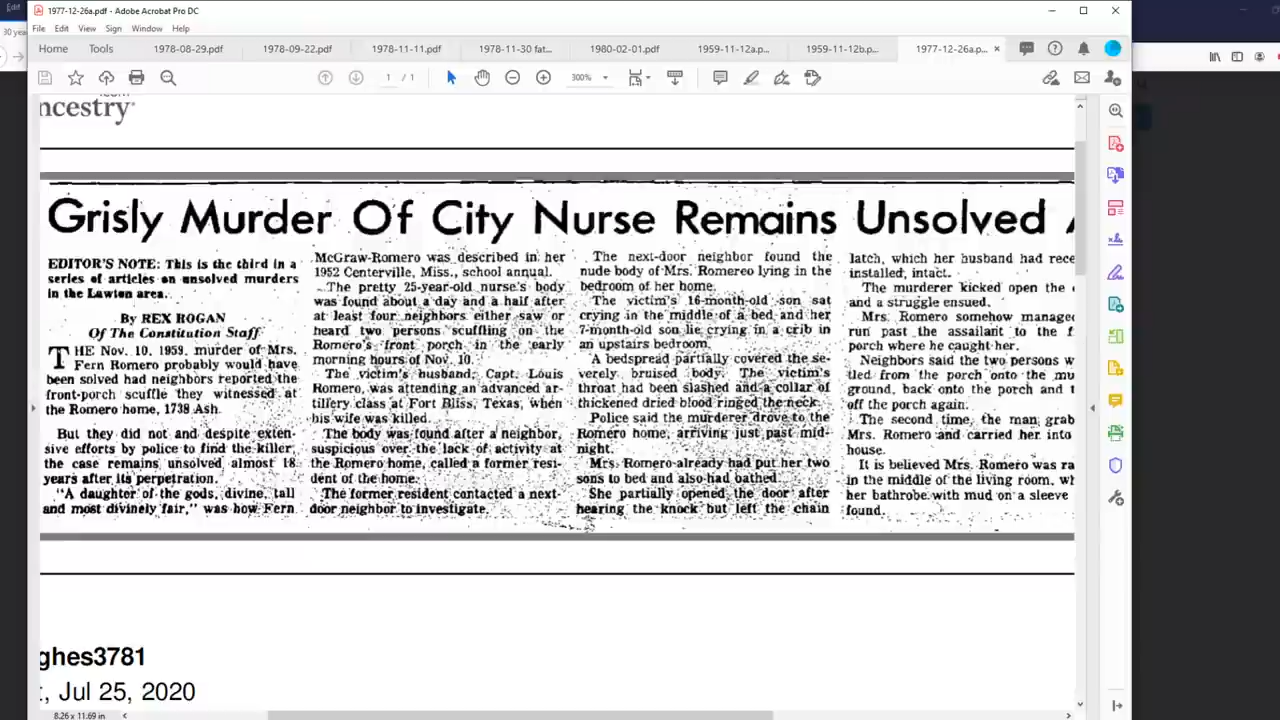 Edit
1977-12-26a.pdf - Adobe Acrobat Pro DC
File Edit View Sign Window Help
30 yea
Home Tools 1978-08-29.pdf 1978-09-22.pdf 1978-11-11.pdf 1978-11-30 fat... 1980-02-01.pdf 1959-11-12a.p... 1959-11-12b.p... 1977-12-26a.p... ×
1 / 1 300%
ncestry
Grisly Murder Of City Nurse Remains Unsolved
EDITOR'S NOTE: This is the third in a
series of articles on unsolved murders
in the Lawton area.
By REX ROGAN
Of The Constitution Staff
THE Nov. 10, 1959, murder of Mrs.
Fern Romero probably would have
been solved had neighbors reported the
front-porch scuffle they witnessed at
the Romero home, 1738 Ash.
But they did not and despite exten-
sive efforts by police to find the killer,
the case remains unsolved almost 18
years after its perpetration.
"A daughter of the gods, divine, tall
and most divinely fair," was how Fern
McGraw-Romero was described in her
1952 Centerville, Miss., school annual.
The pretty 25-year-old nurse's body
was found about a day and a half after
at least four neighbors either saw or
heard two persons scuffling on the
Romero's front porch in the early
morning hours of Nov. 10.
The victim's husband, Capt. Louis
Romero, was attending an advanced ar-
tillery class at Fort Bliss, Texas, when
his wife was killed.
The body was found after a neighbor,
suspicious over the lack of activity at
the Romero home, called a former resi-
dent of the home.
The former resident contacted a next-
door neighbor to investigate.
The next-door neighbor found the
nude body of Mrs. Romereo lying in the
bedroom of her home.
The victim's 16-month-old son sat
crying in the middle of a bed and her
7-month-old son lie crying in a crib in
an upstairs bedroom.
A bedspread partially covered the se-
verely bruised body. The victim's
throat had been slashed and a collar of
thickened dried blood ringed the neck.
Police said the murderer drove to the
Romero home, arriving just past mid-
night.
Mrs. Romero already had put her two
sons to bed and also had bathed.
She partially opened the door after
hearing the knock but left the chain
latch, which her husband had rece
installed, intact.
The murderer kicked open the
and a struggle ensued.
Mrs. Romero somehow manage
run past the assailant to the f
porch where he caught her.
Neighbors said the two persons w
tled from the porch onto the mu
ground, back onto the porch and t
off the porch again.
The second time, the man grab
Mrs. Romero and carried her into
house.
It is believed Mrs. Romero was ra
in the middle of the living room, wh
her bathrobe with mud on a sleeve
found.
ghes3781
Jul 25, 2020
8.26 x 11.69 in